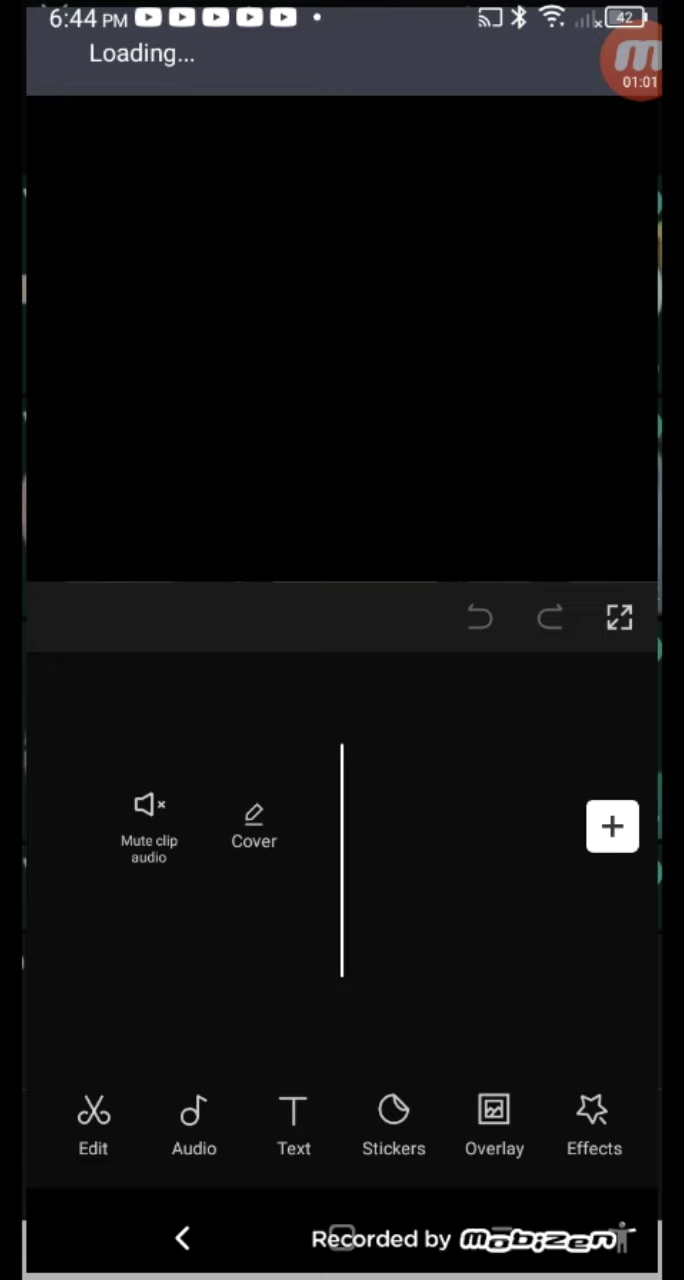 6:44 PM
42
Loading...
01:01
Mute clip
audio
Cover
Edit
Audio
Text
Stickers
Overlay
Effects
Recorded by mobizen